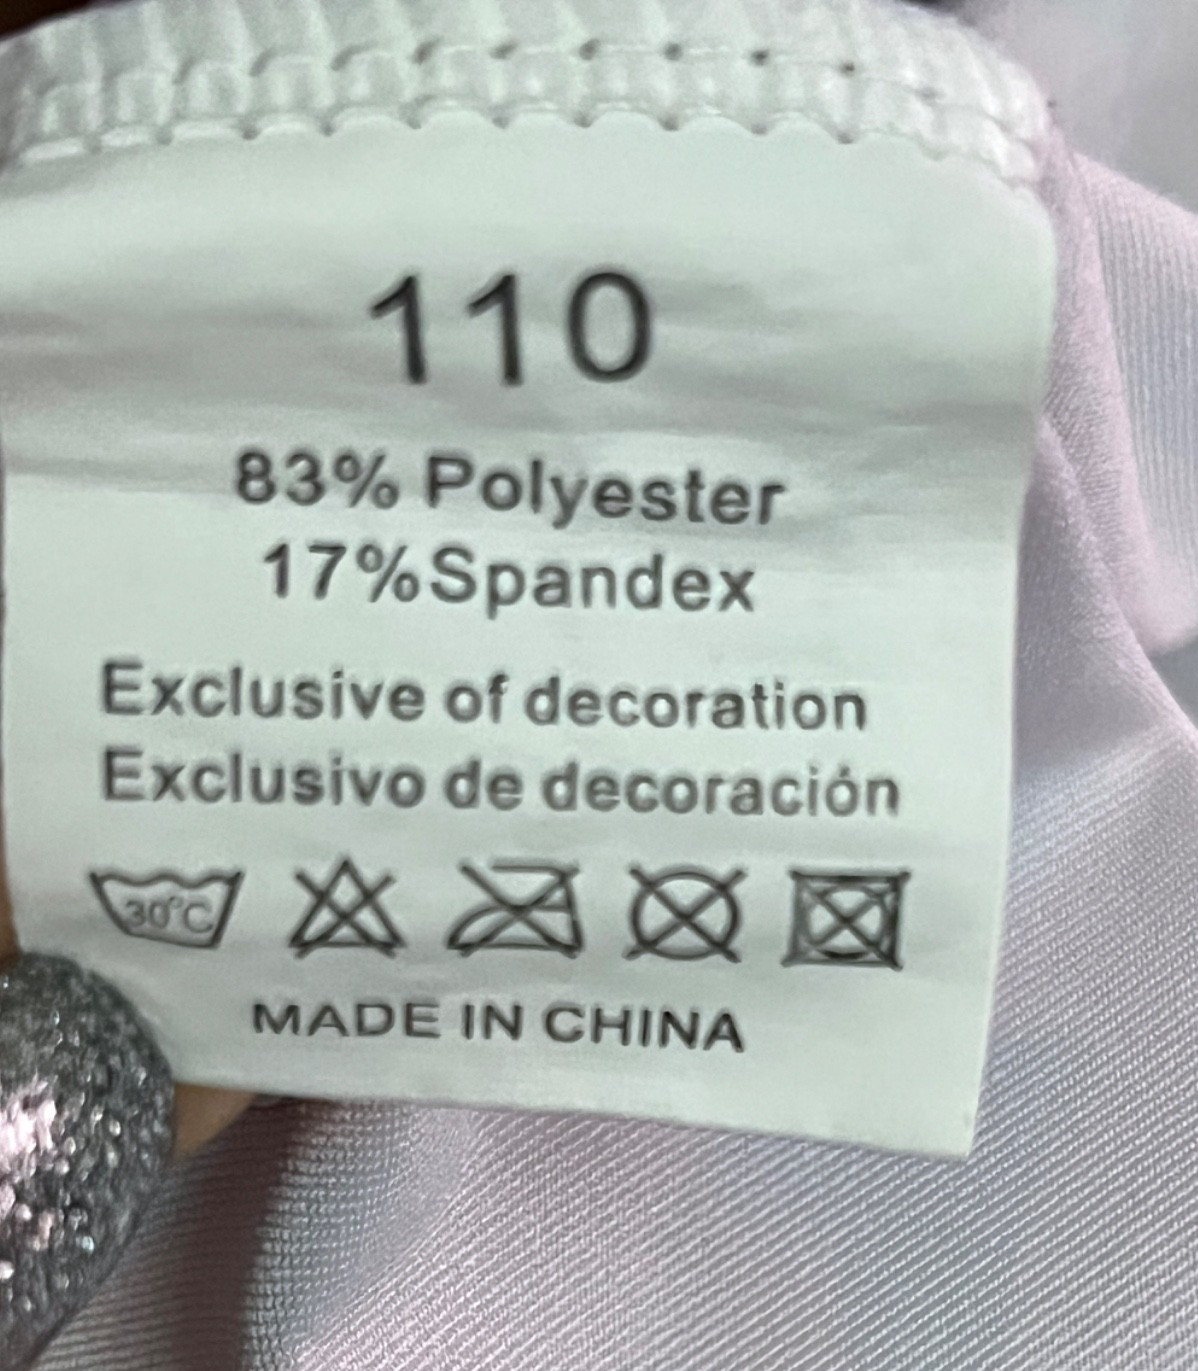 110
83% Polyester
17%Spandex
Exclusive of decoration
Exclusivo de decoración
30°C
MADE IN CHINA